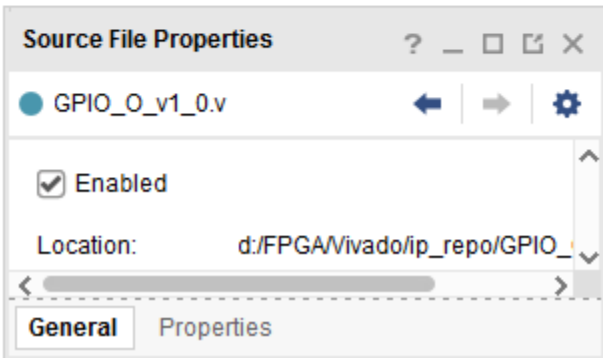 Source File Properties
GPIO_O_v1_0.v
Enabled
Location: d:/FPGA/Vivado/ip_repo/GPIO_
General Properties